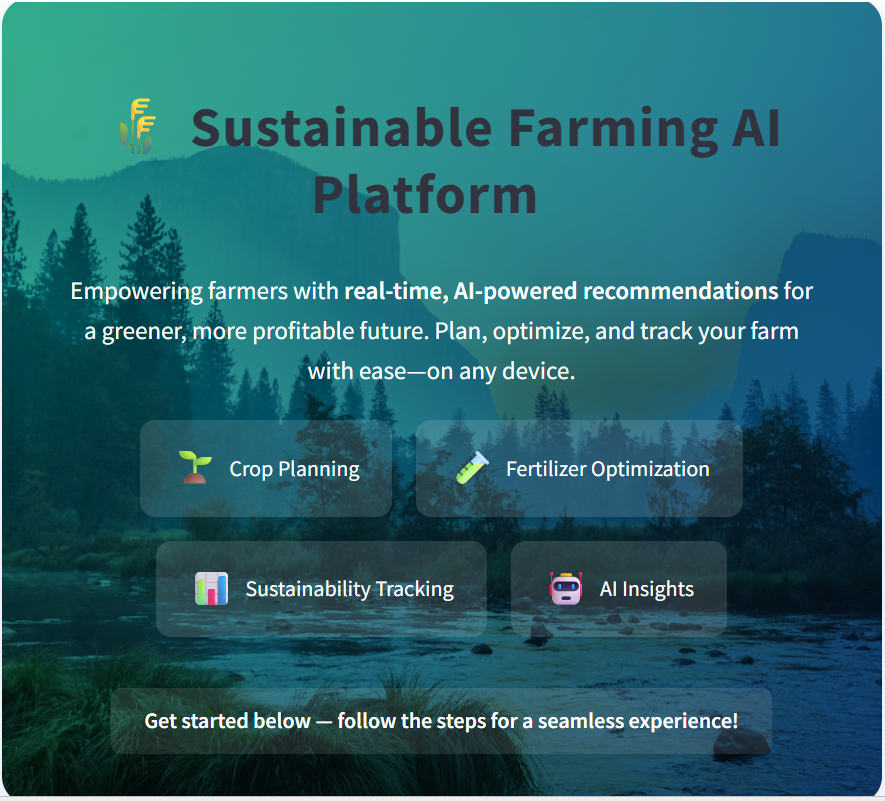 Sustainable Farming AI
Platform
Empowering farmers with real-time, AI-powered recommendations for
a greener, more profitable future. Plan, optimize, and track your farm
with ease—on any device.
Crop Planning
Fertilizer Optimization
Sustainability Tracking
AI Insights
Get started below — follow the steps for a seamless experience!